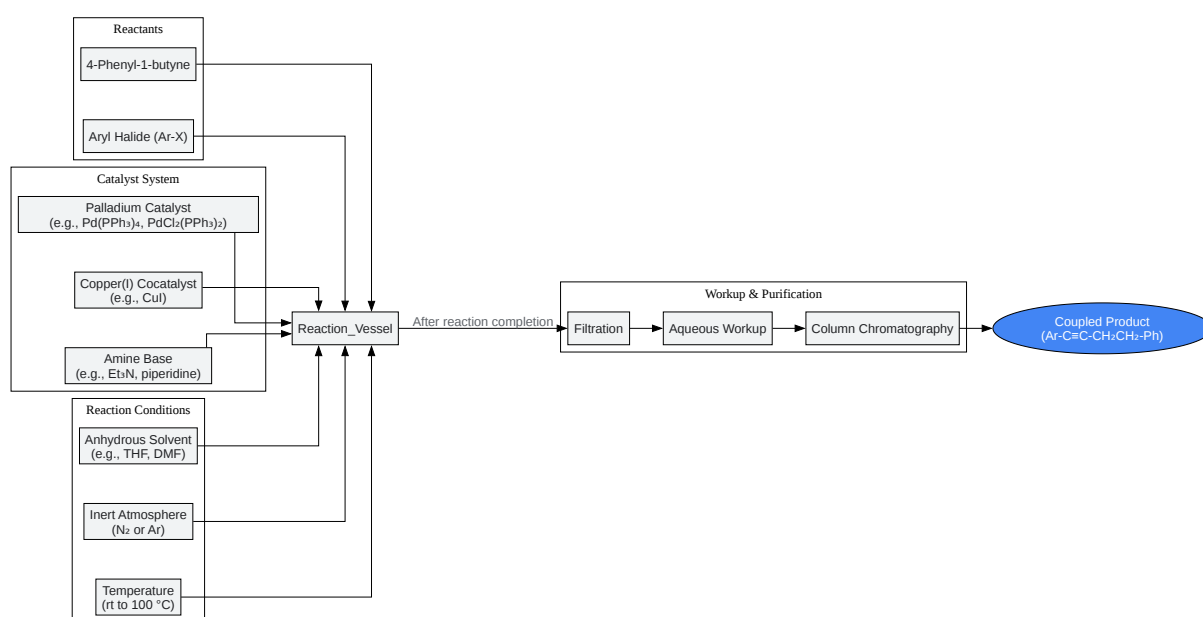 Reactants
4-Phenyl-1-butyne
Aryl Halide (Ar-X)
Catalyst System
Palladium Catalyst
(e.g., Pd(PPh₃)₄, PdCl₂(PPh₃)₂)
Copper(I) Cocatalyst
(e.g., CuI)
Amine Base
(e.g., Et₃N, piperidine)
Reaction Conditions
Anhydrous Solvent
(e.g., THF, DMF)
Inert Atmosphere
(N₂ or Ar)
Temperature
(rt to 100 °C)
Reaction_Vessel
After reaction completion
Workup & Purification
Filtration
Aqueous Workup
Column Chromatography
Coupled Product
(Ar-C≡C-CH₂CH₂-Ph)